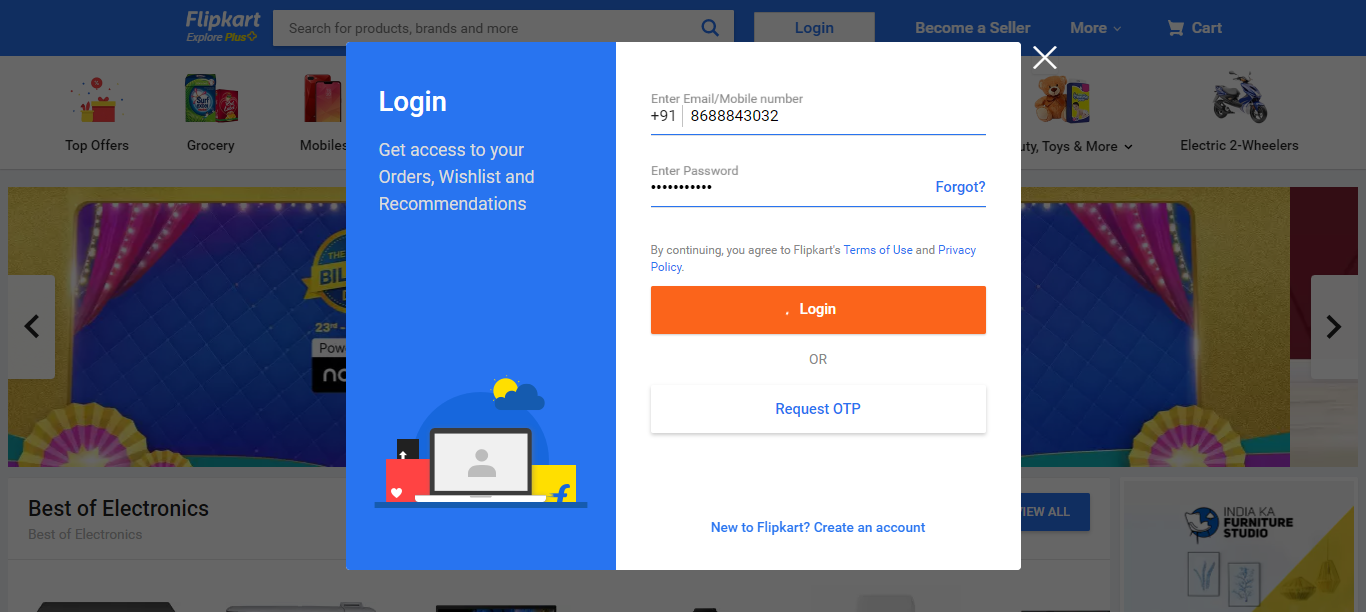 Flipkart
Explore Plus
Search for products, brands and more
Login
Become a Seller
More
Cart
Top Offers
Grocery
Mobiles
Toys & More
Electric 2-Wheelers
Login
Get access to your
Orders, Wishlist and
Recommendations
Enter Email/Mobile number
+91 8688843032
Enter Password
•••••••••••
Forgot?
By continuing, you agree to Flipkart's Terms of Use and Privacy
Policy.
Login
OR
Request OTP
New to Flipkart? Create an account
THE
BIL
23rd -
Best of Electronics
Best of Electronics
VIEW ALL
INDIA KA
FURNITURE
STUDIO